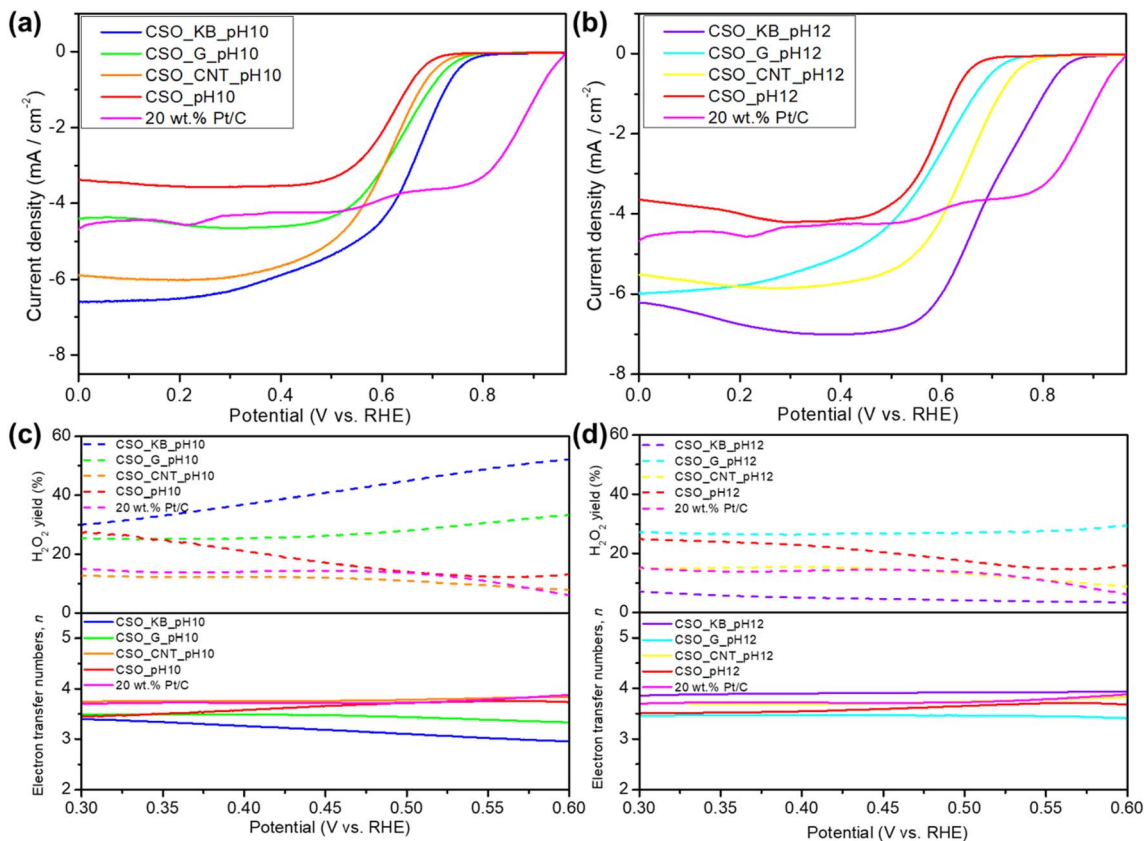 (a)
CSO_KB_pH10
CSO_G_pH10
CSO_CNT_pH10
CSO_pH10
20 wt.% Pt/C
0
-2
-4
-6
-8
Current density (mA / cm⁻²)
0.0
0.2
0.4
0.6
0.8
Potential (V vs. RHE)
(b)
CSO_KB_pH12
CSO_G_pH12
CSO_CNT_pH12
CSO_pH12
20 wt.% Pt/C
0
-2
-4
-6
-8
Current density (mA / cm⁻²)
0.0
0.2
0.4
0.6
0.8
Potential (V vs. RHE)
(c)
60
40
20
0
H₂O₂ yield (%)
CSO_KB_pH10
CSO_G_pH10
CSO_CNT_pH10
CSO_pH10
20 wt.% Pt/C
5
4
3
2
Electron transfer numbers, n
CSO_KB_pH10
CSO_G_pH10
CSO_CNT_pH10
CSO_pH10
20 wt.% Pt/C
0.30
0.35
0.40
0.45
0.50
0.55
0.60
Potential (V vs. RHE)
(d)
60
40
20
0
H₂O₂ yield (%)
CSO_KB_pH12
CSO_G_pH12
CSO_CNT_pH12
CSO_pH12
20 wt.% Pt/C
5
4
3
2
Electron transfer numbers, n
CSO_KB_pH12
CSO_G_pH12
CSO_CNT_pH12
CSO_pH12
20 wt.% Pt/C
0.30
0.35
0.40
0.45
0.50
0.55
0.60
Potential (V vs. RHE)